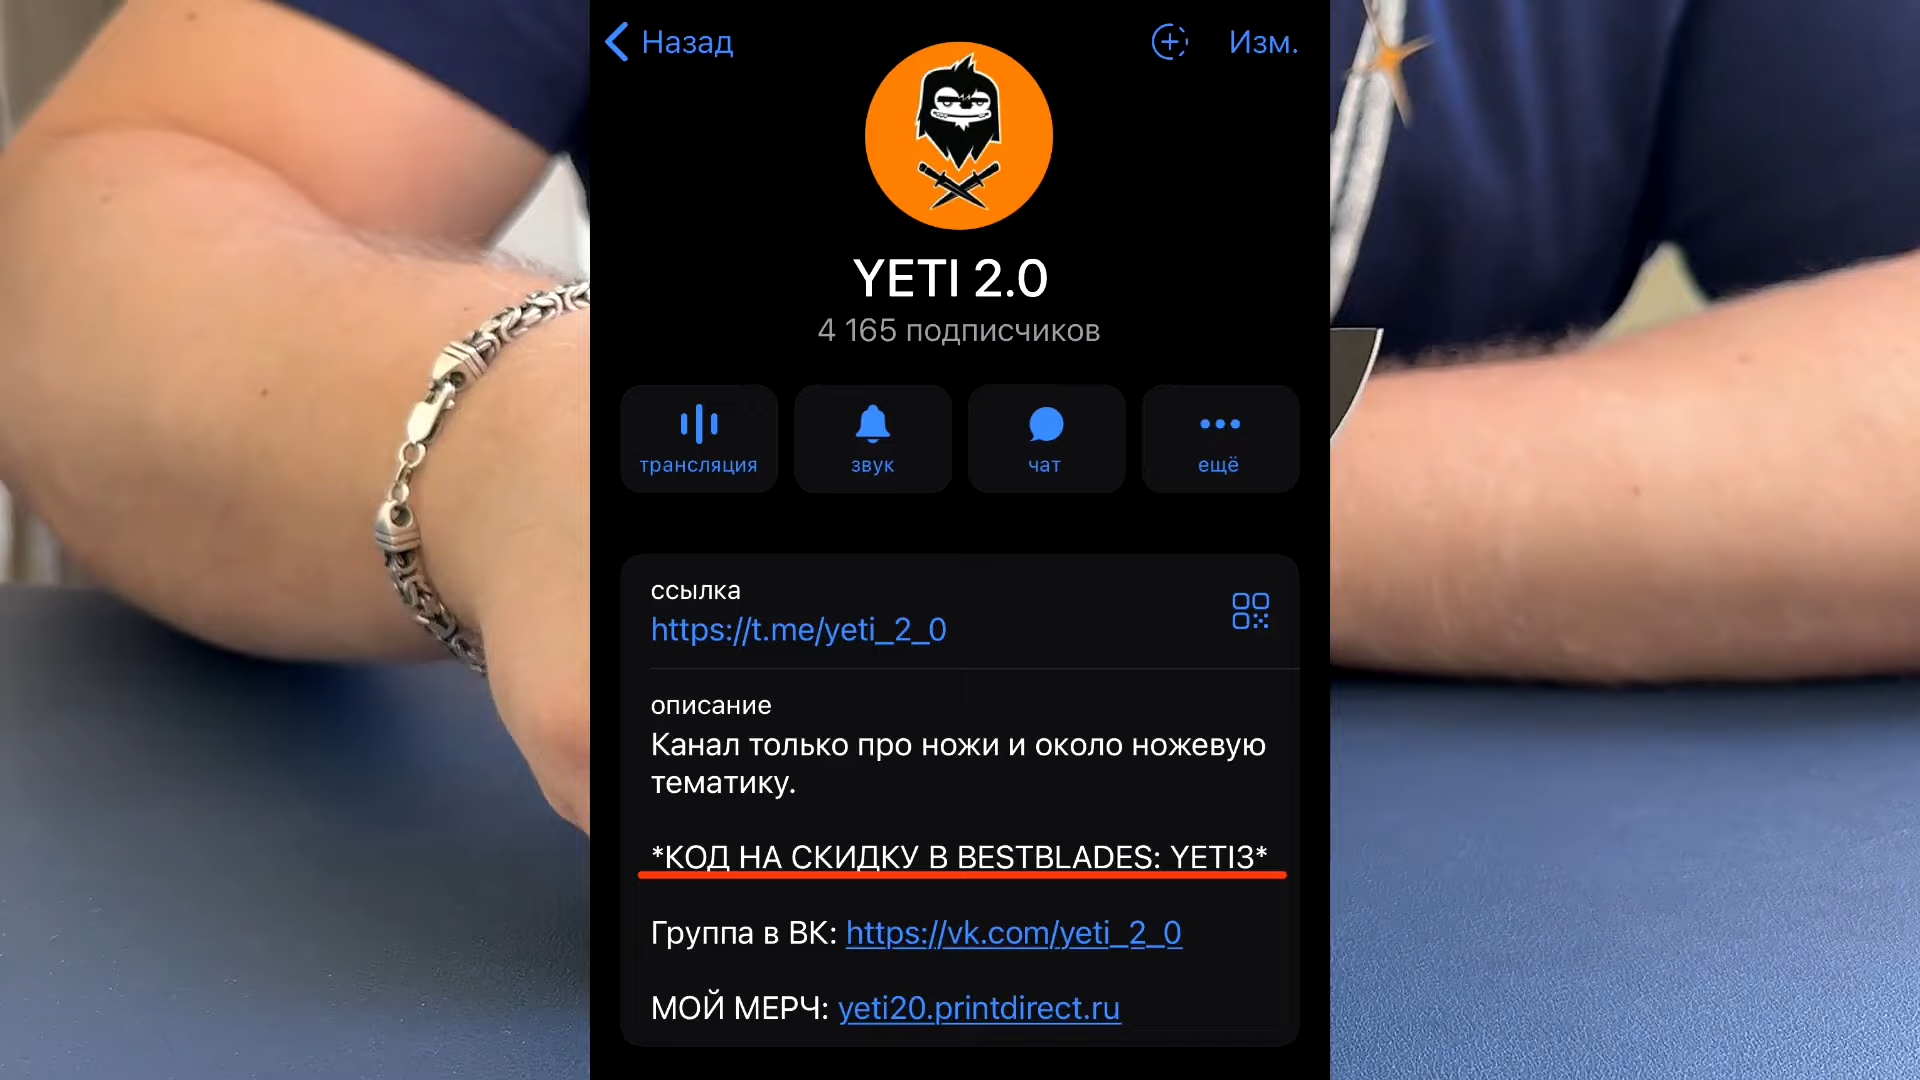 Назад
Изм.
YETI 2.0
4 165 подписчиков
трансляция
звук
чат
ещё
ссылка
https://t.me/yeti_2_0
описание
Канал только про ножи и около ножевую
тематику.
*КОД НА СКИДКУ В BESTBLADES: YETI3*
Группа в ВК: https://vk.com/yeti_2_0
МОЙ МЕРЧ: yeti20.printdirect.ru